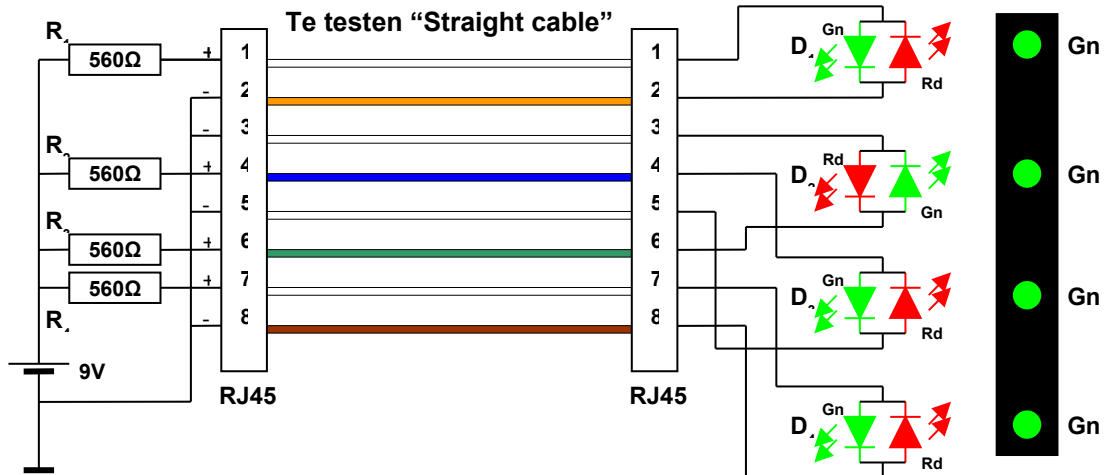 Te testen “Straight cable”
R
560Ω
R
560Ω
R
560Ω
560Ω
R
9V
+ 1
- 2
- 3
+ 4
- 5
+ 6
+ 7
- 8
RJ45
1
2
3
4
5
6
7
8
RJ45
D
Gn
Rd
D
Rd
Gn
D
Gn
Rd
D
Gn
Rd
Gn
Gn
Gn
Gn